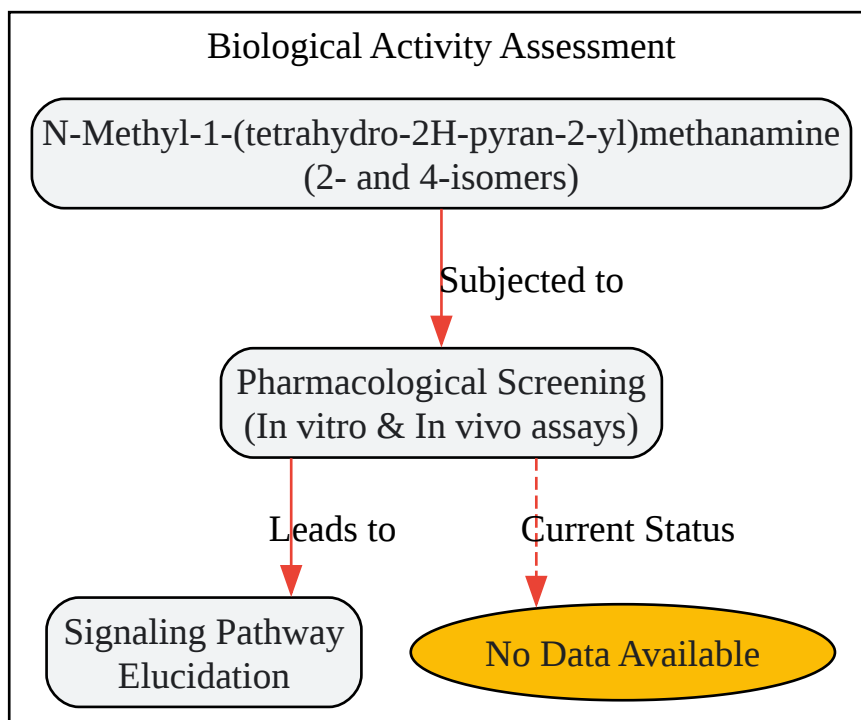 Biological Activity Assessment
N-Methyl-1-(tetrahydro-2H-pyran-2-yl)methanamine
(2- and 4-isomers)
Subjected to
Pharmacological Screening
(In vitro & In vivo assays)
Leads to
Current Status
Signaling Pathway
Elucidation
No Data Available